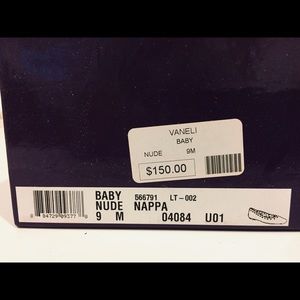 VANELI
BABY
NUDE 9M
$150.00
BABY 566791 LT-002
NUDE NAPPA
9 M 04084 U01